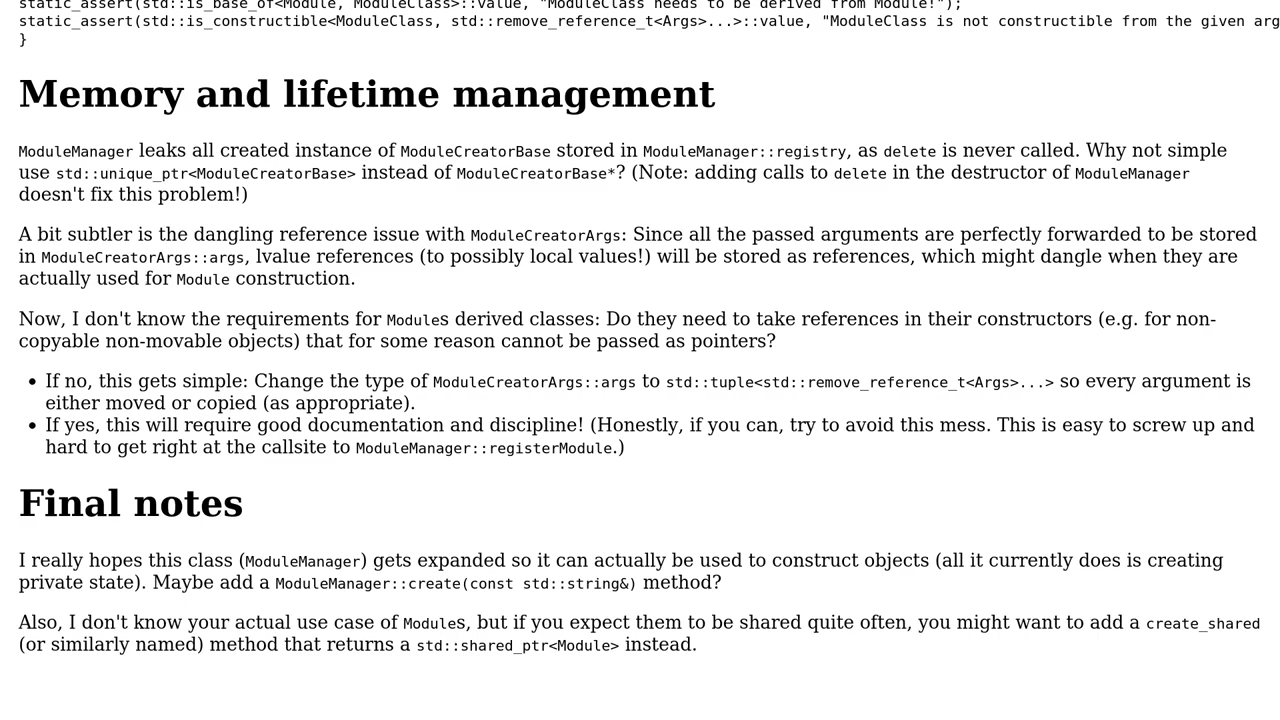 static_assert(std::is_base_of<Module, ModuleClass>::value, "ModuleClass needs to be derived from Module!");
static_assert(std::is_constructible<ModuleClass, std::remove_reference_t<Args>...>::value, "ModuleClass is not constructible from the given arg
}
Memory and lifetime management
ModuleManager leaks all created instance of ModuleCreatorBase stored in ModuleManager::registry, as delete is never called. Why not simple
use std::unique_ptr<ModuleCreatorBase> instead of ModuleCreatorBase*? (Note: adding calls to delete in the destructor of ModuleManager
doesn't fix this problem!)
A bit subtler is the dangling reference issue with ModuleCreatorArgs: Since all the passed arguments are perfectly forwarded to be stored
in ModuleCreatorArgs::args, lvalue references (to possibly local values!) will be stored as references, which might dangle when they are
actually used for Module construction.
Now, I don't know the requirements for Modules derived classes: Do they need to take references in their constructors (e.g. for non-
copyable non-movable objects) that for some reason cannot be passed as pointers?
• If no, this gets simple: Change the type of ModuleCreatorArgs::args to std::tuple<std::remove_reference_t<Args>...> so every argument is
either moved or copied (as appropriate).
• If yes, this will require good documentation and discipline! (Honestly, if you can, try to avoid this mess. This is easy to screw up and
hard to get right at the callsite to ModuleManager::registerModule.)
Final notes
I really hopes this class (ModuleManager) gets expanded so it can actually be used to construct objects (all it currently does is creating
private state). Maybe add a ModuleManager::create(const std::string&) method?
Also, I don't know your actual use case of Modules, but if you expect them to be shared quite often, you might want to add a create_shared
(or similarly named) method that returns a std::shared_ptr<Module> instead.